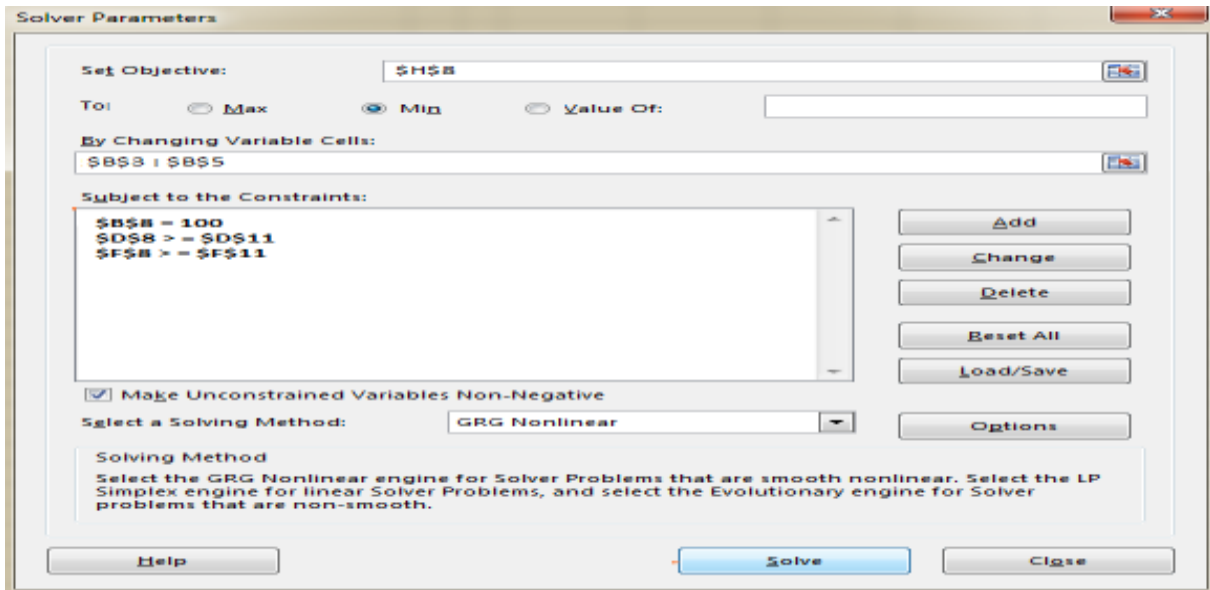 Solver Parameters
Set Objective: $H$8
To: Max Min Value Of:
By Changing Variable Cells:
$B$3 : $B$5
Subject to the Constraints:
$B$8 = 100
$D$8 > = $D$11
$F$8 > = $F$11
Add
Change
Delete
Reset All
Load/Save
Make Unconstrained Variables Non-Negative
Select a Solving Method: GRG Nonlinear Options
Solving Method
Select the GRG Nonlinear engine for Solver Problems that are smooth nonlinear. Select the LP
Simplex engine for linear Solver Problems, and select the Evolutionary engine for Solver
problems that are non-smooth.
Help Solve Close